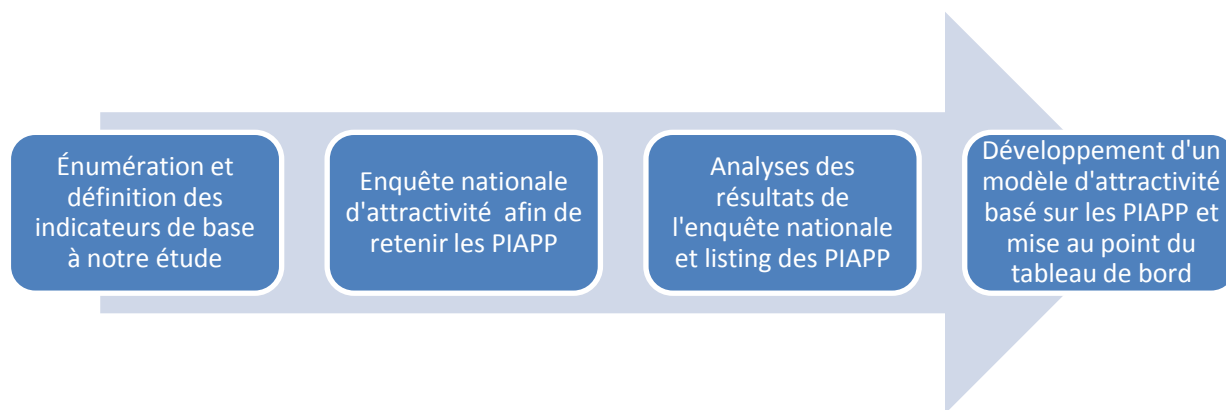 Énumération et
définition des
indicateurs de base
à notre étude
Enquête nationale
d'attractivité afin de
retenir les PIAPP
Analyses des
résultats de
l'enquête nationale
et listing des PIAPP
Développement d'un
modèle d'attractivité
basé sur les PIAPP et
mise au point du
tableau de bord